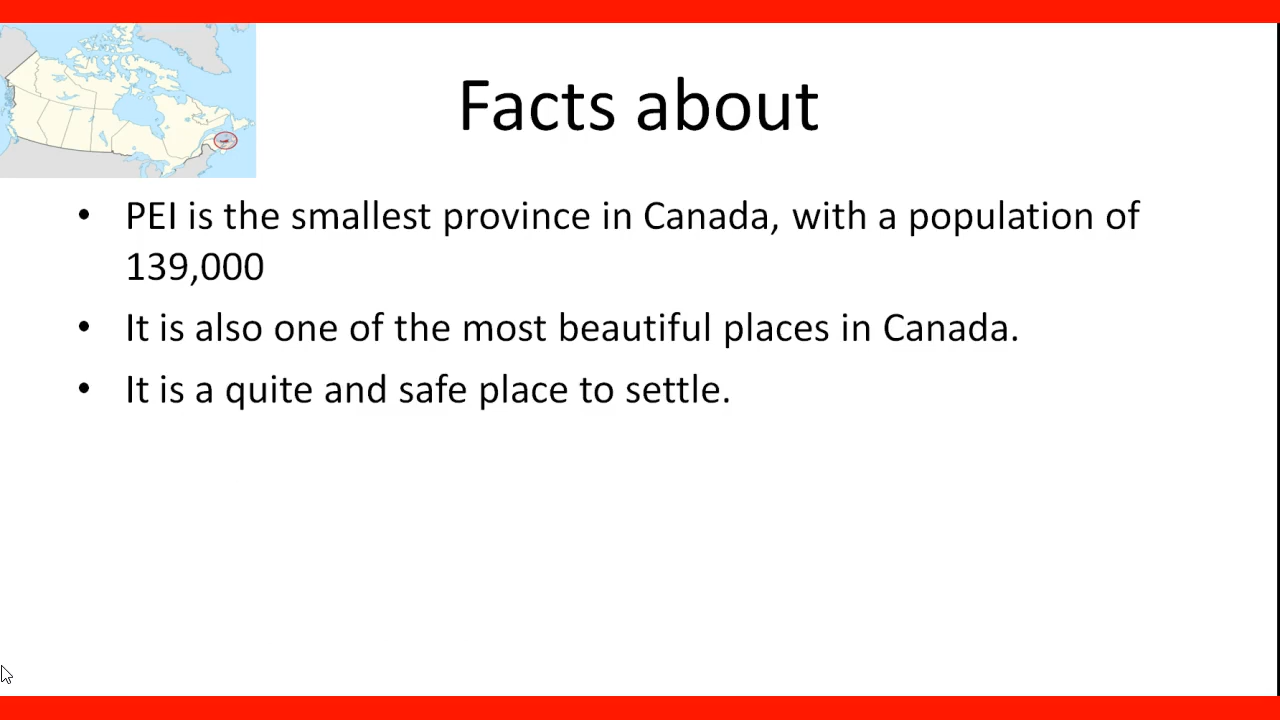 Facts about
• PEI is the smallest province in Canada, with a population of
139,000
• It is also one of the most beautiful places in Canada.
• It is a quite and safe place to settle.